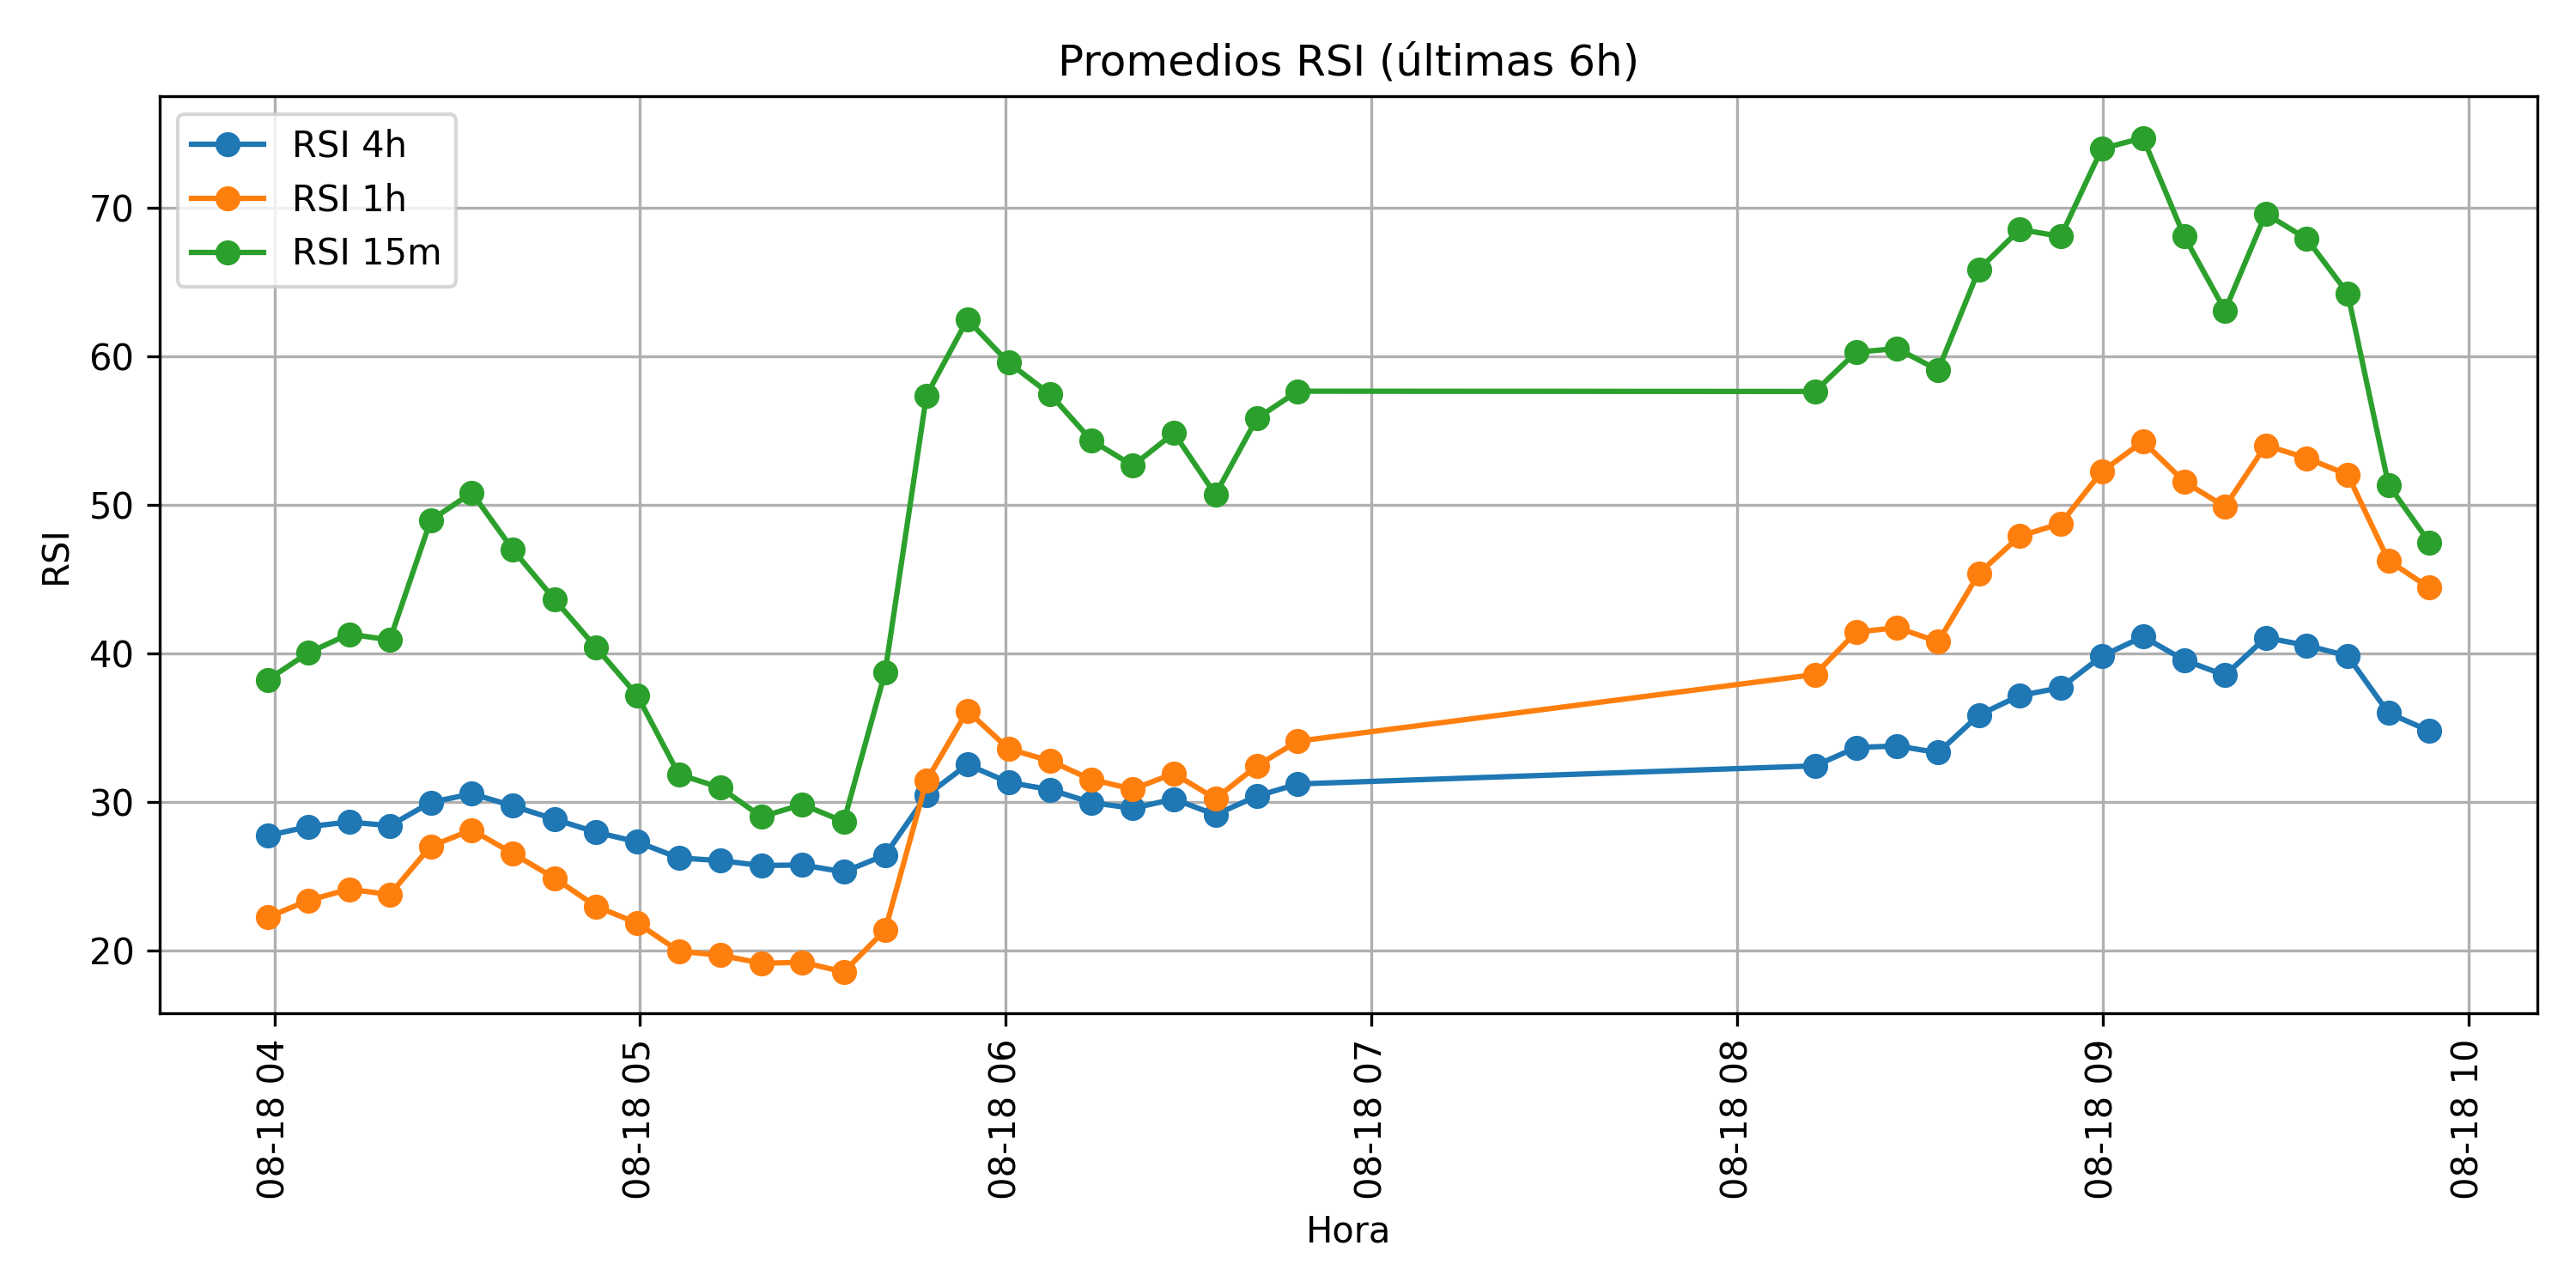 Promedios RSI (últimas 6h)
RSI 4h
RSI 1h
RSI 15m
RSI
70
60
50
40
30
20
08-18 04
08-18 05
08-18 06
08-18 07
08-18 08
08-18 09
08-18 10
Hora